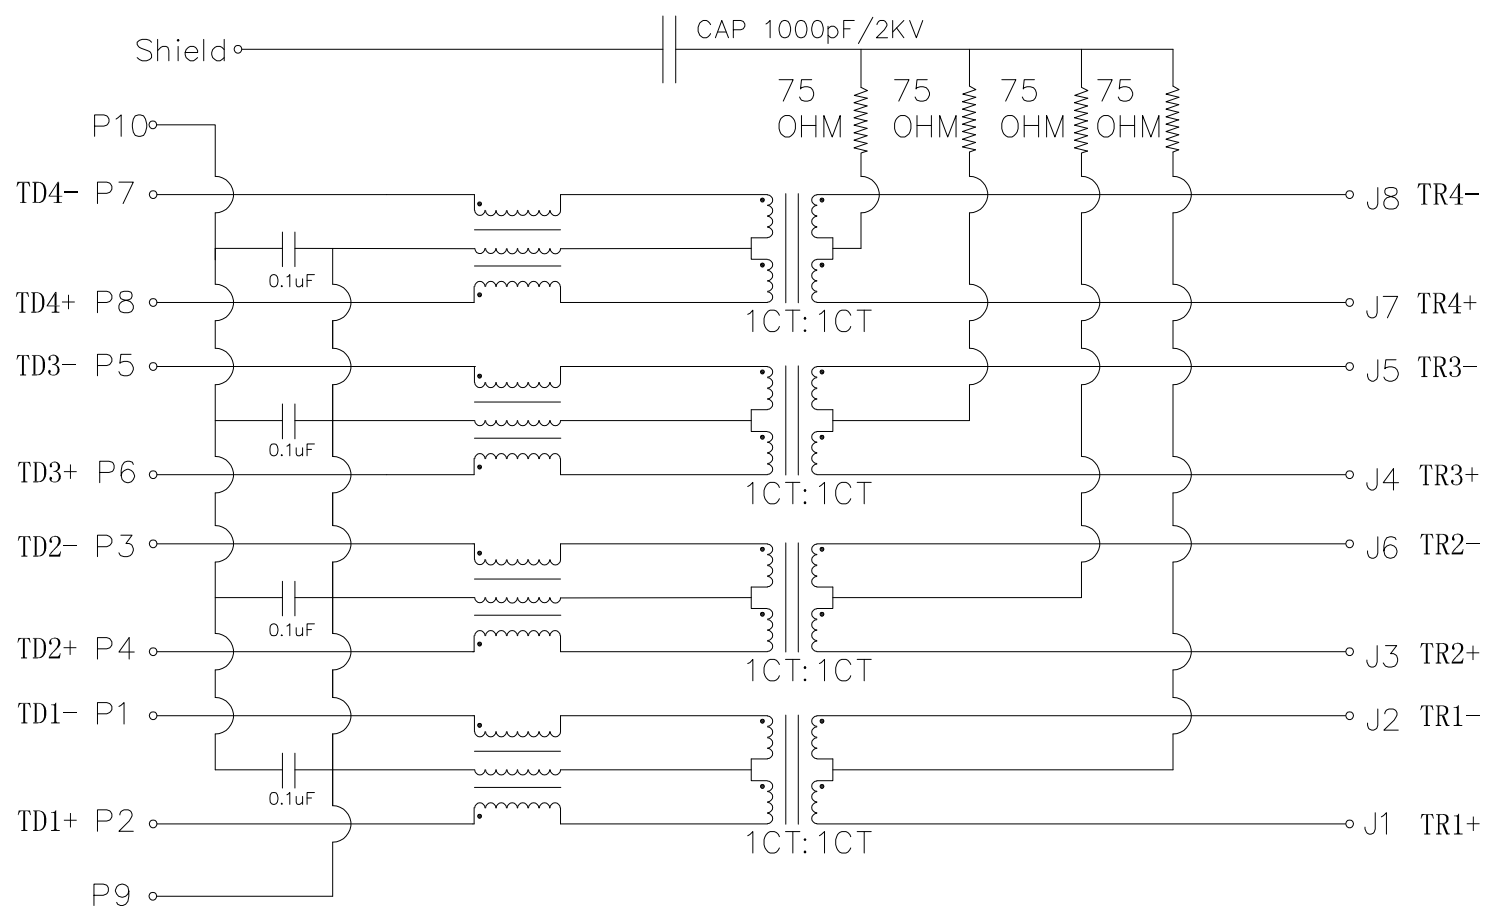 CAP 1000pF/2KV
Shield
75 75 75 75
OHM OHM OHM OHM
P10
TD4- P7 J8 TR4-
0.1uF
TD4+ P8 J7 TR4+
1CT:1CT
TD3- P5 J5 TR3-
0.1uF
TD3+ P6 J4 TR3+
1CT:1CT
TD2- P3 J6 TR2-
0.1uF
TD2+ P4 J3 TR2+
1CT:1CT
TD1- P1 J2 TR1-
0.1uF
TD1+ P2 J1 TR1+
1CT:1CT
P9